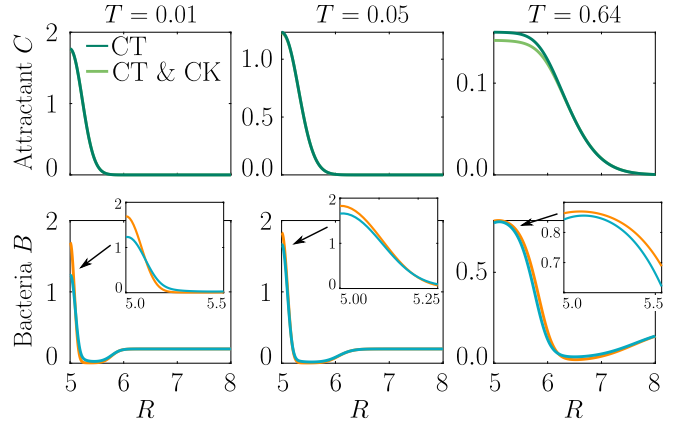 T = 0.01 T = 0.05 T = 0.64
Attractant C
2 1 0
CT
CT & CK
1.0 0.5 0.0
0.1 0.0
Bacteria B
2 1 0
2 1 0
5.0 5.5
2 1 0
2 1 0
5.00 5.25
0.5 0.0
0.8 0.7
5.0 5.5
5 6 7 8 5 6 7 8 5 6 7 8
R R R